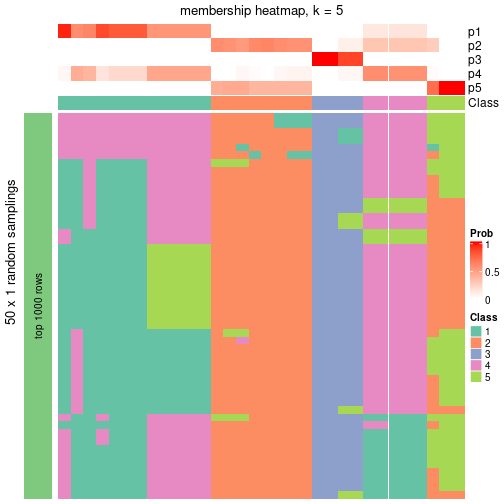 membership heatmap, k = 5
p1
p2
p3
p4
p5
Class
50 x 1 random samplings
top 1000 rows
Prob
1
0.5
0
Class
1
2
3
4
5